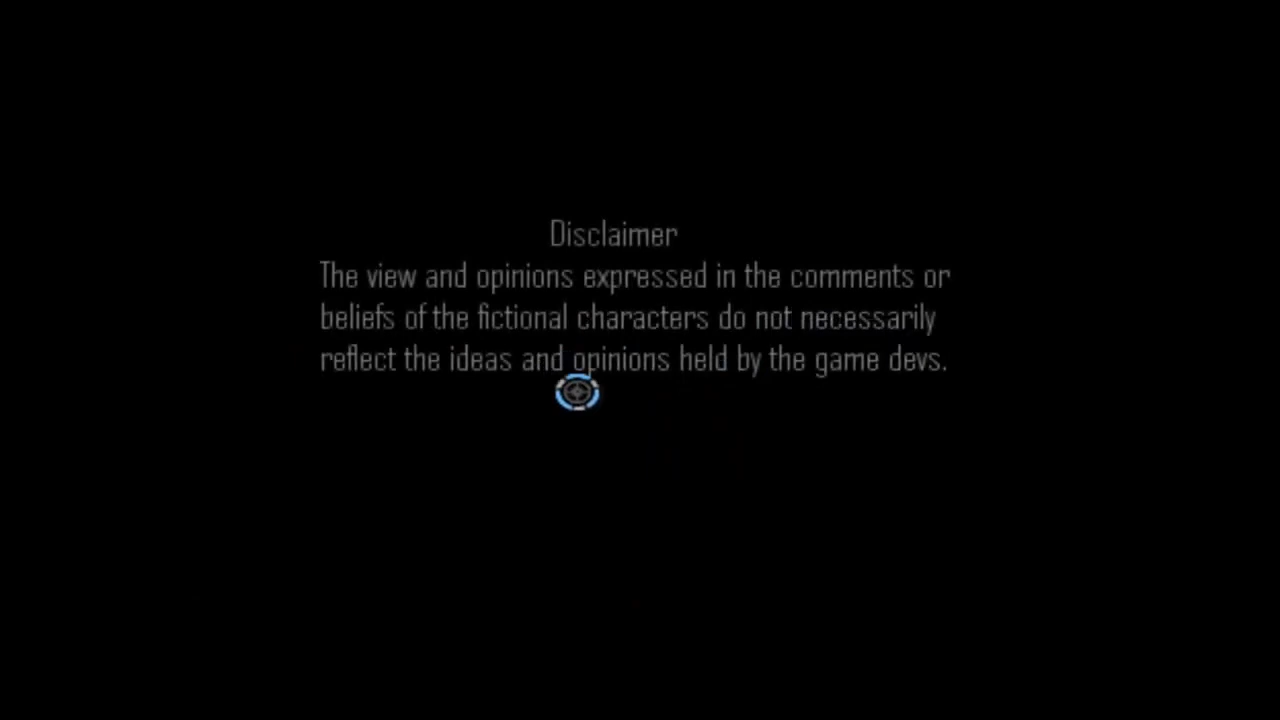 Disclaimer
The view and opinions expressed in the comments or
beliefs of the fictional characters do not necessarily
reflect the ideas and opinions held by the game devs.